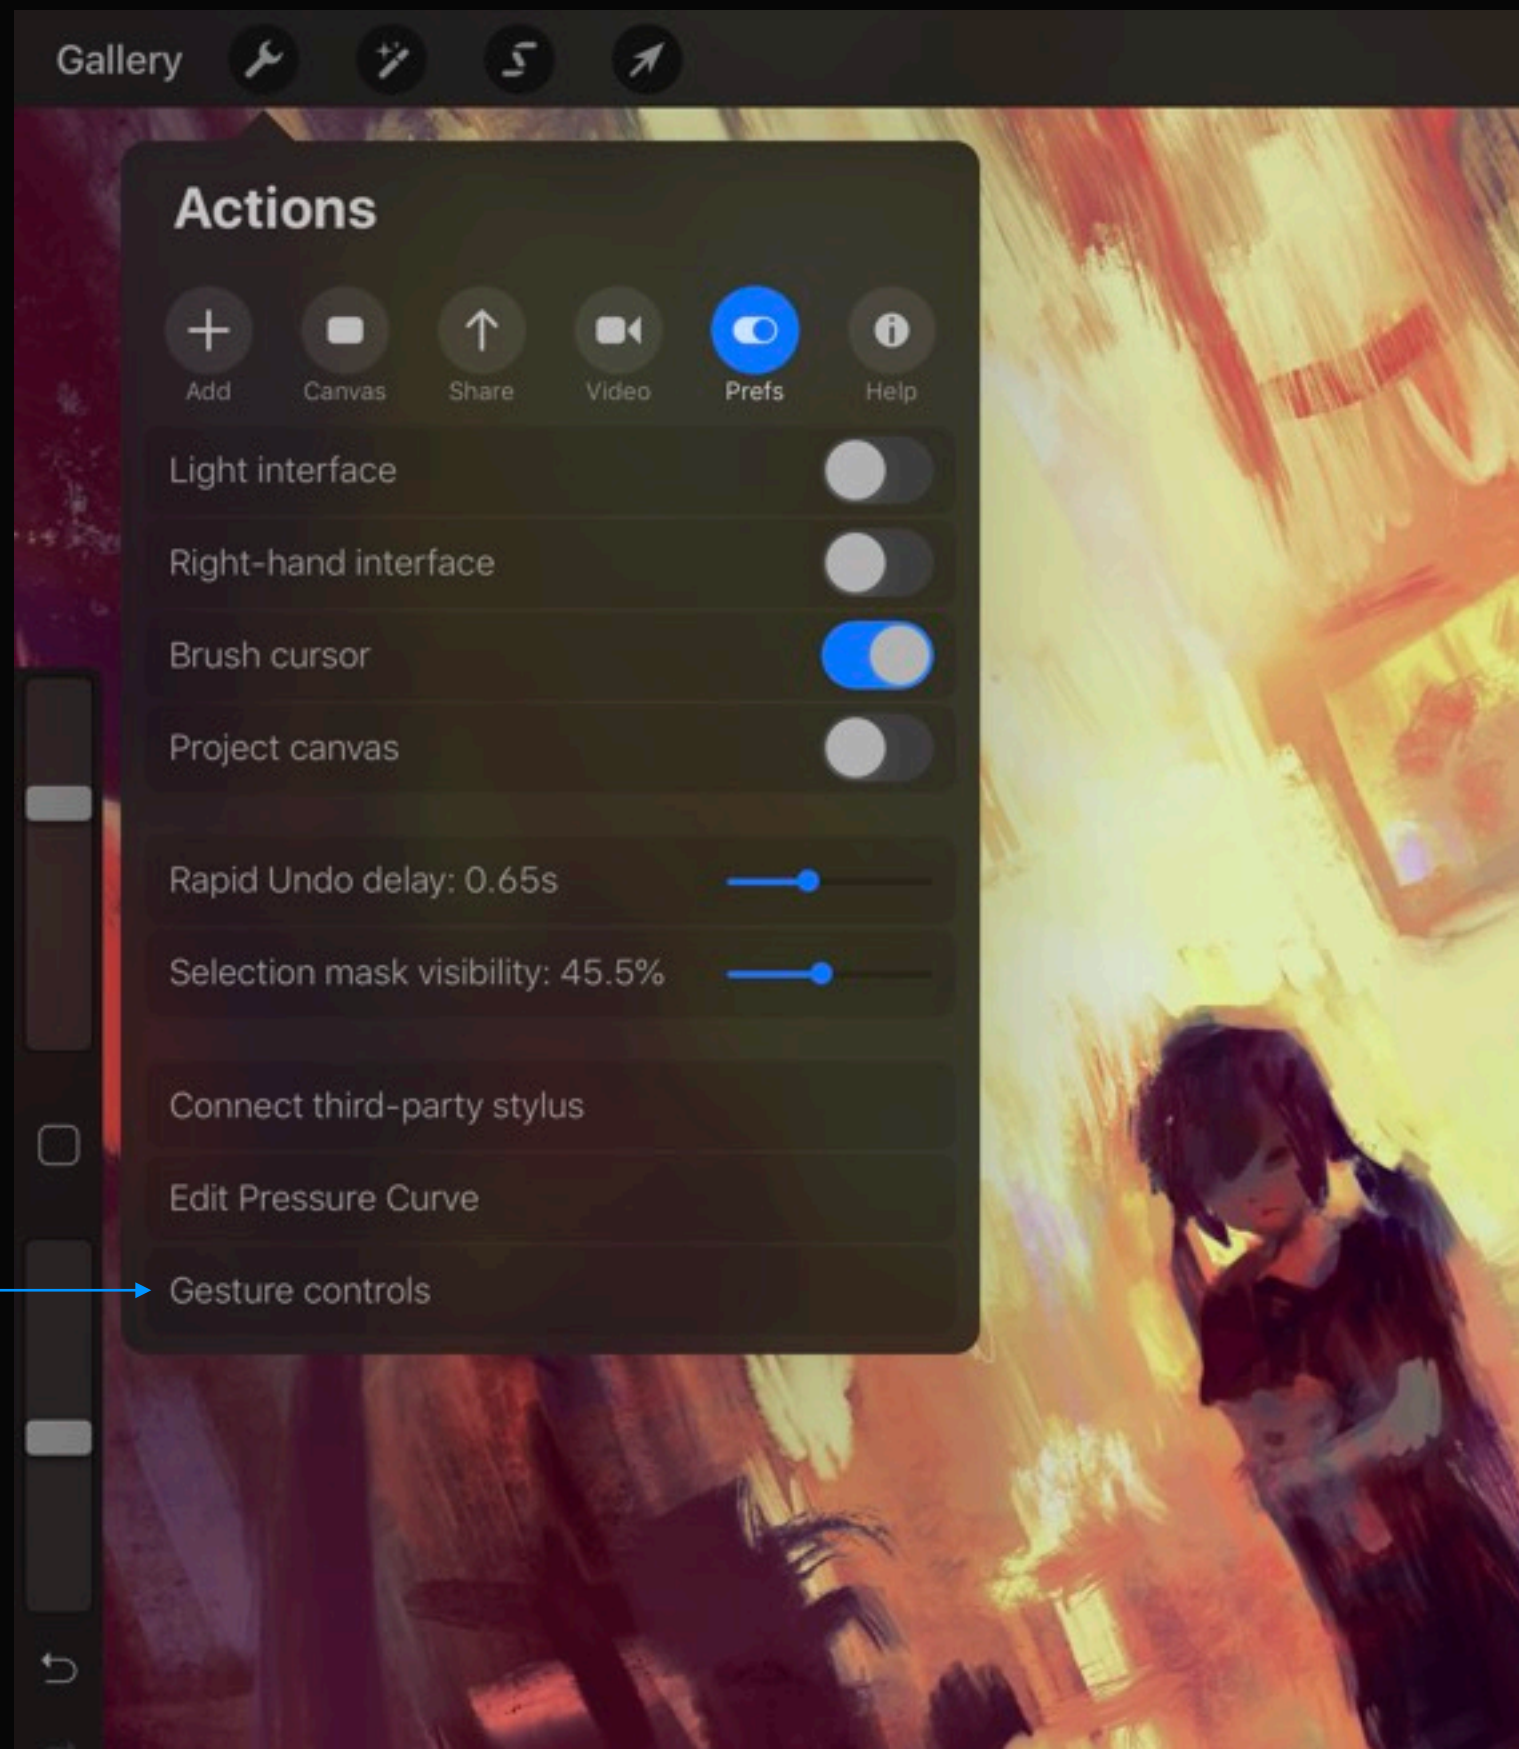 Gallery
Actions
Add Canvas Share Video Prefs Help
Light interface
Right-hand interface
Brush cursor
Project canvas
Rapid Undo delay: 0.65s
Selection mask visibility: 45.5%
Connect third-party stylus
Edit Pressure Curve
Gesture controls